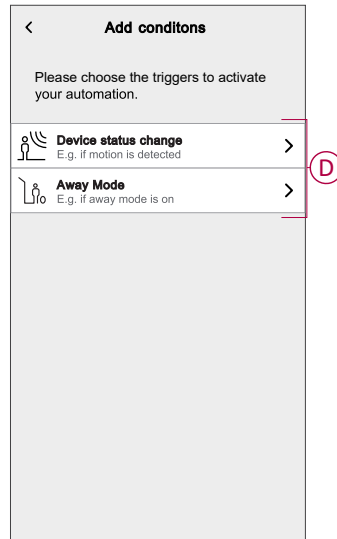 Add conditons
Please choose the triggers to activate
your automation.
Device status change
E.g. if motion is detected
Away Mode
E.g. if away mode is on
D